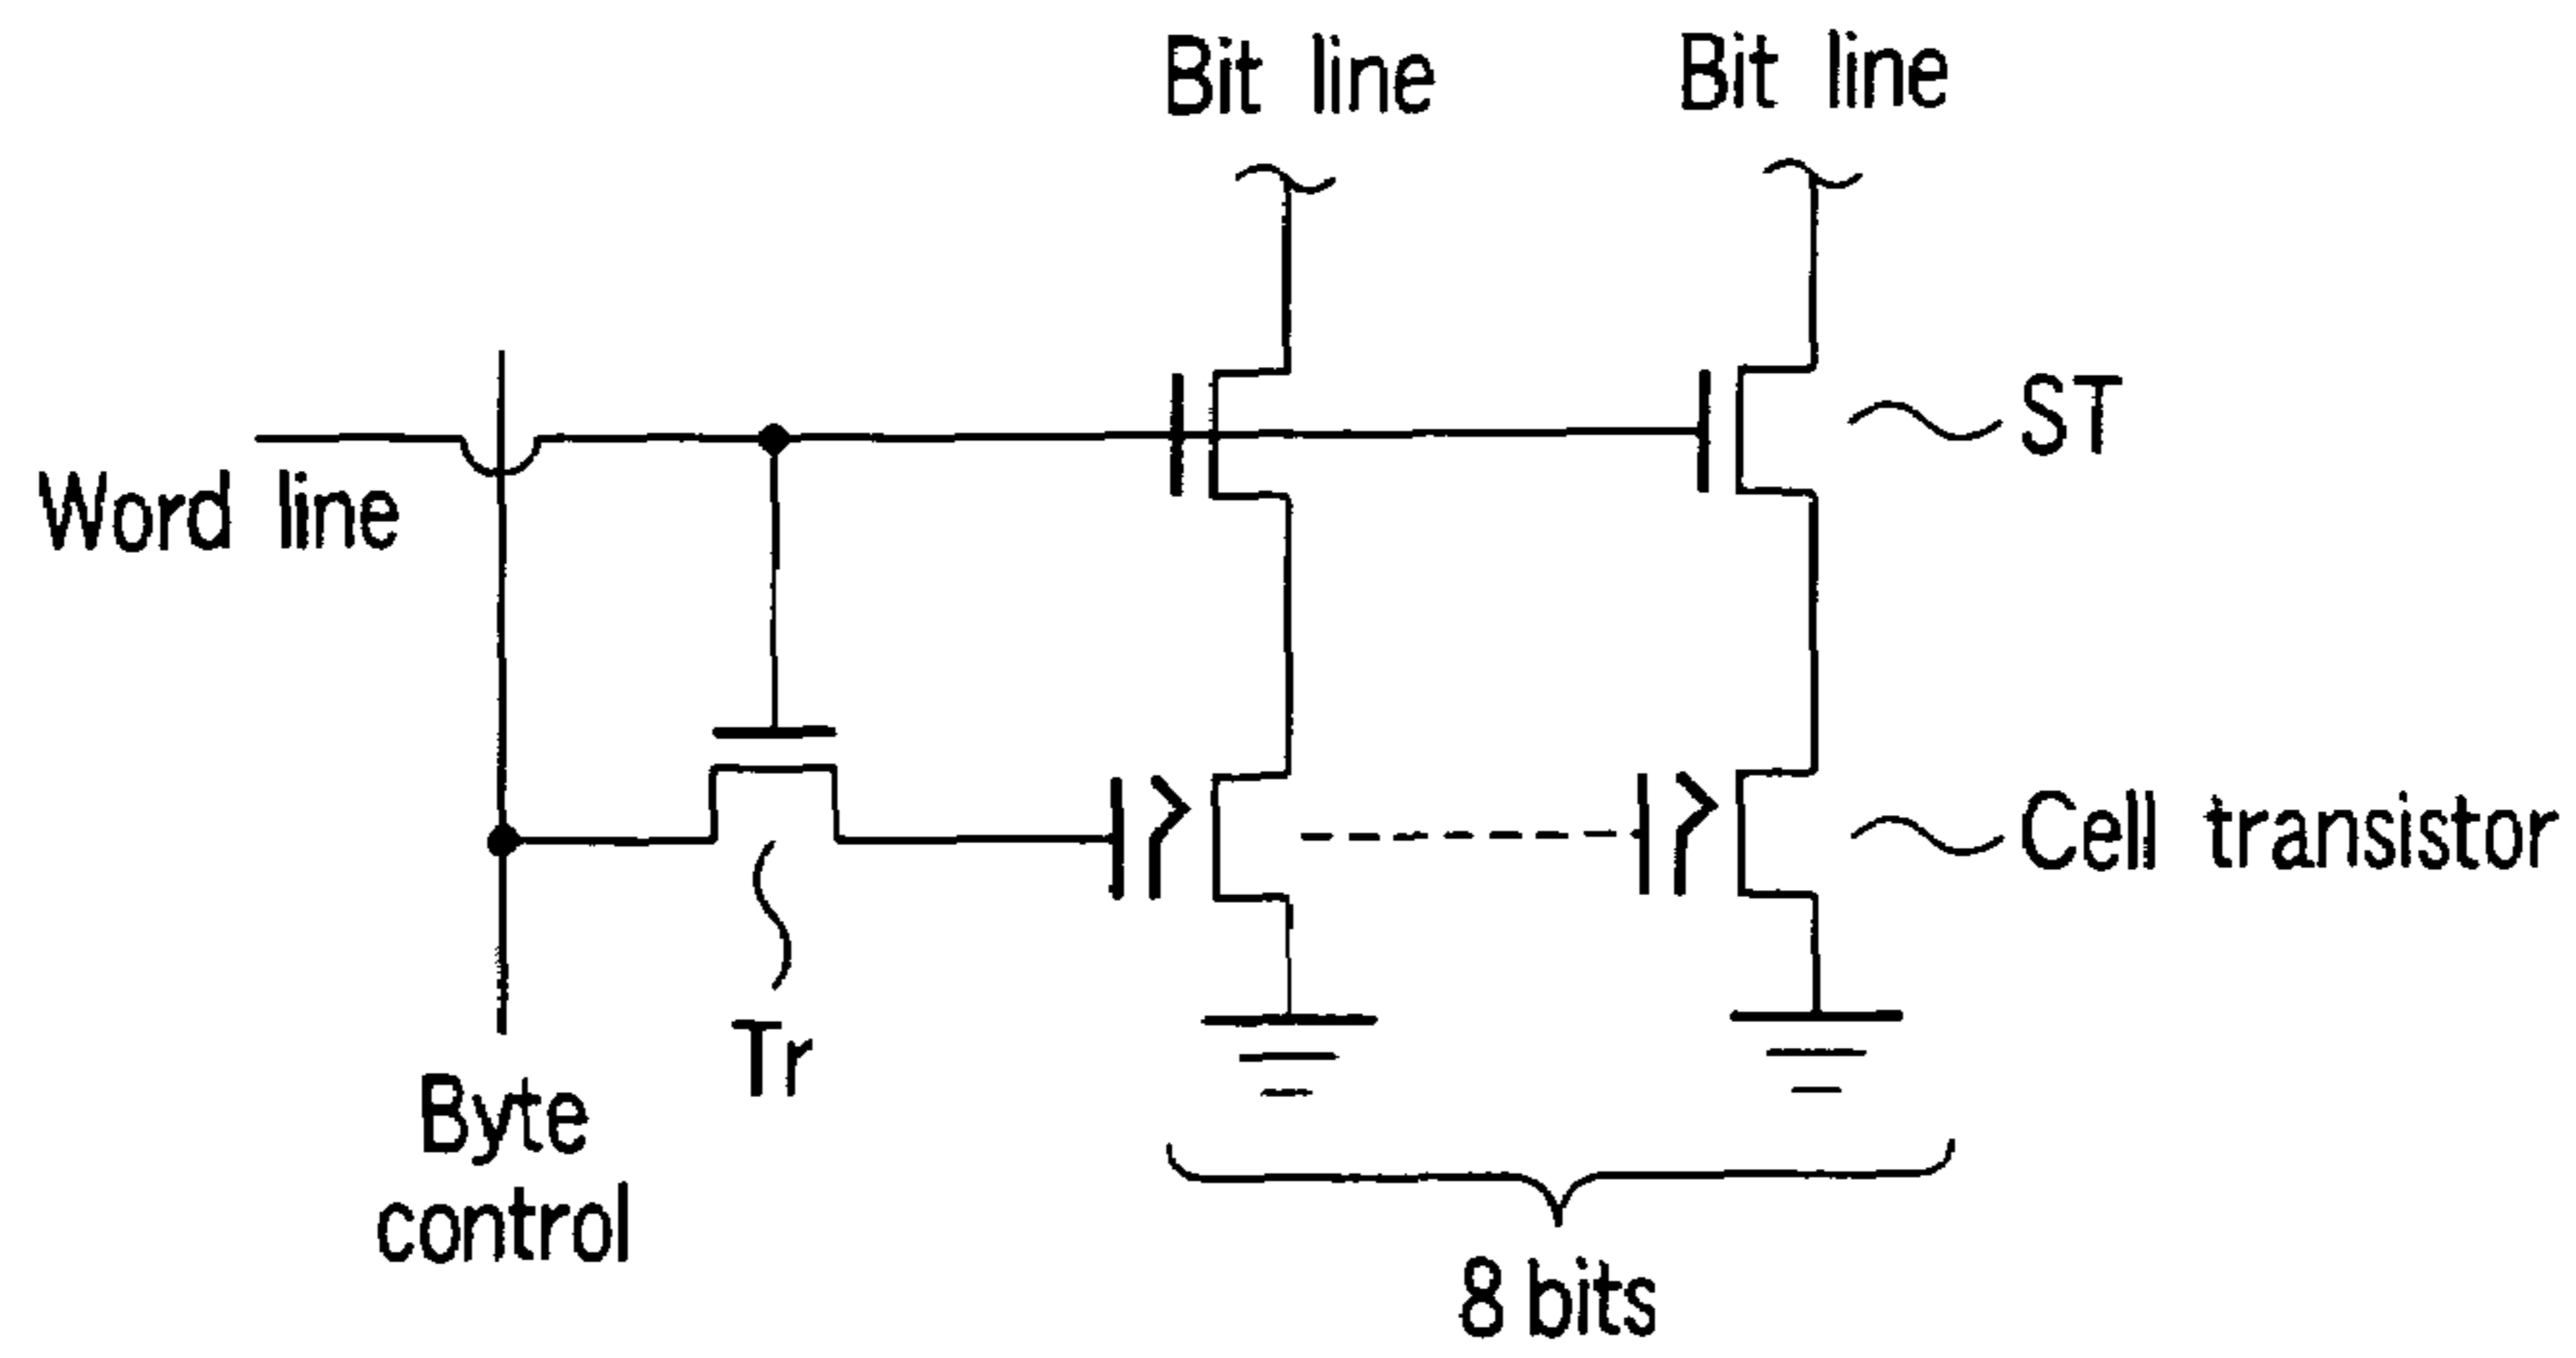 Bit line
Bit line
ST
Word line
Cell transistor
Tr
Byte
control
8 bits